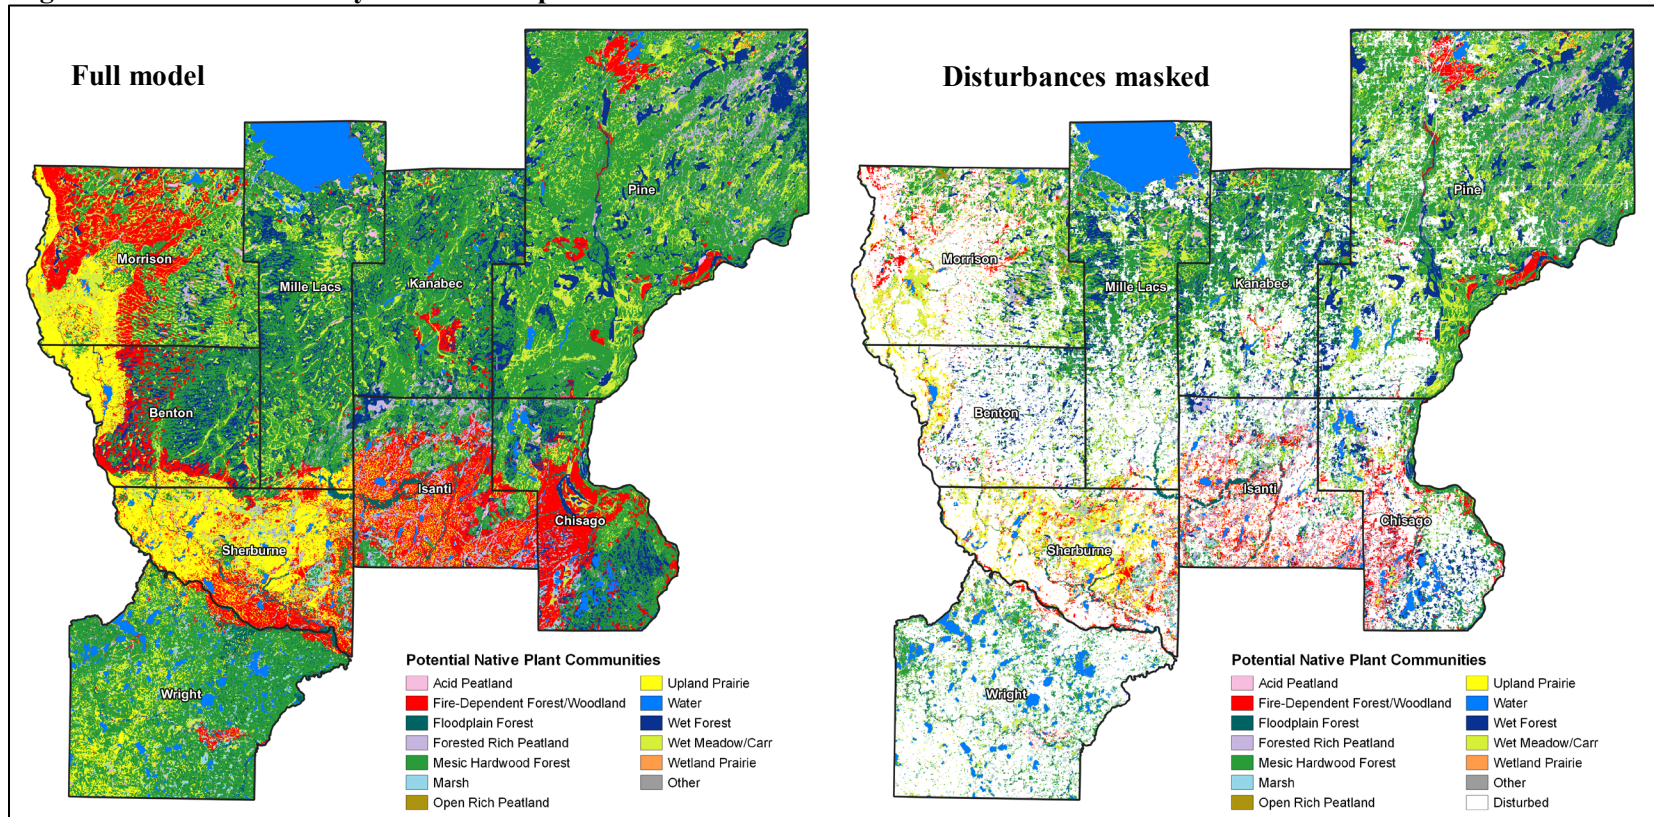 Full model
Disturbances masked
Pine
Morrison
Mille Lacs
Kanabec
Benton
Isanti
Chisago
Sherburne
Wright
Potential Native Plant Communities
Acid Peatland
Fire-Dependent Forest/Woodland
Floodplain Forest
Forested Rich Peatland
Mesic Hardwood Forest
Marsh
Open Rich Peatland
Upland Prairie
Water
Wet Forest
Wet Meadow/Carr
Wetland Prairie
Other
Pine
Morrison
Mille Lacs
Kanabec
Benton
Isanti
Chisago
Sherburne
Wright
Potential Native Plant Communities
Acid Peatland
Fire-Dependent Forest/Woodland
Floodplain Forest
Forested Rich Peatland
Mesic Hardwood Forest
Marsh
Open Rich Peatland
Upland Prairie
Water
Wet Forest
Wet Meadow/Carr
Wetland Prairie
Other
Disturbed